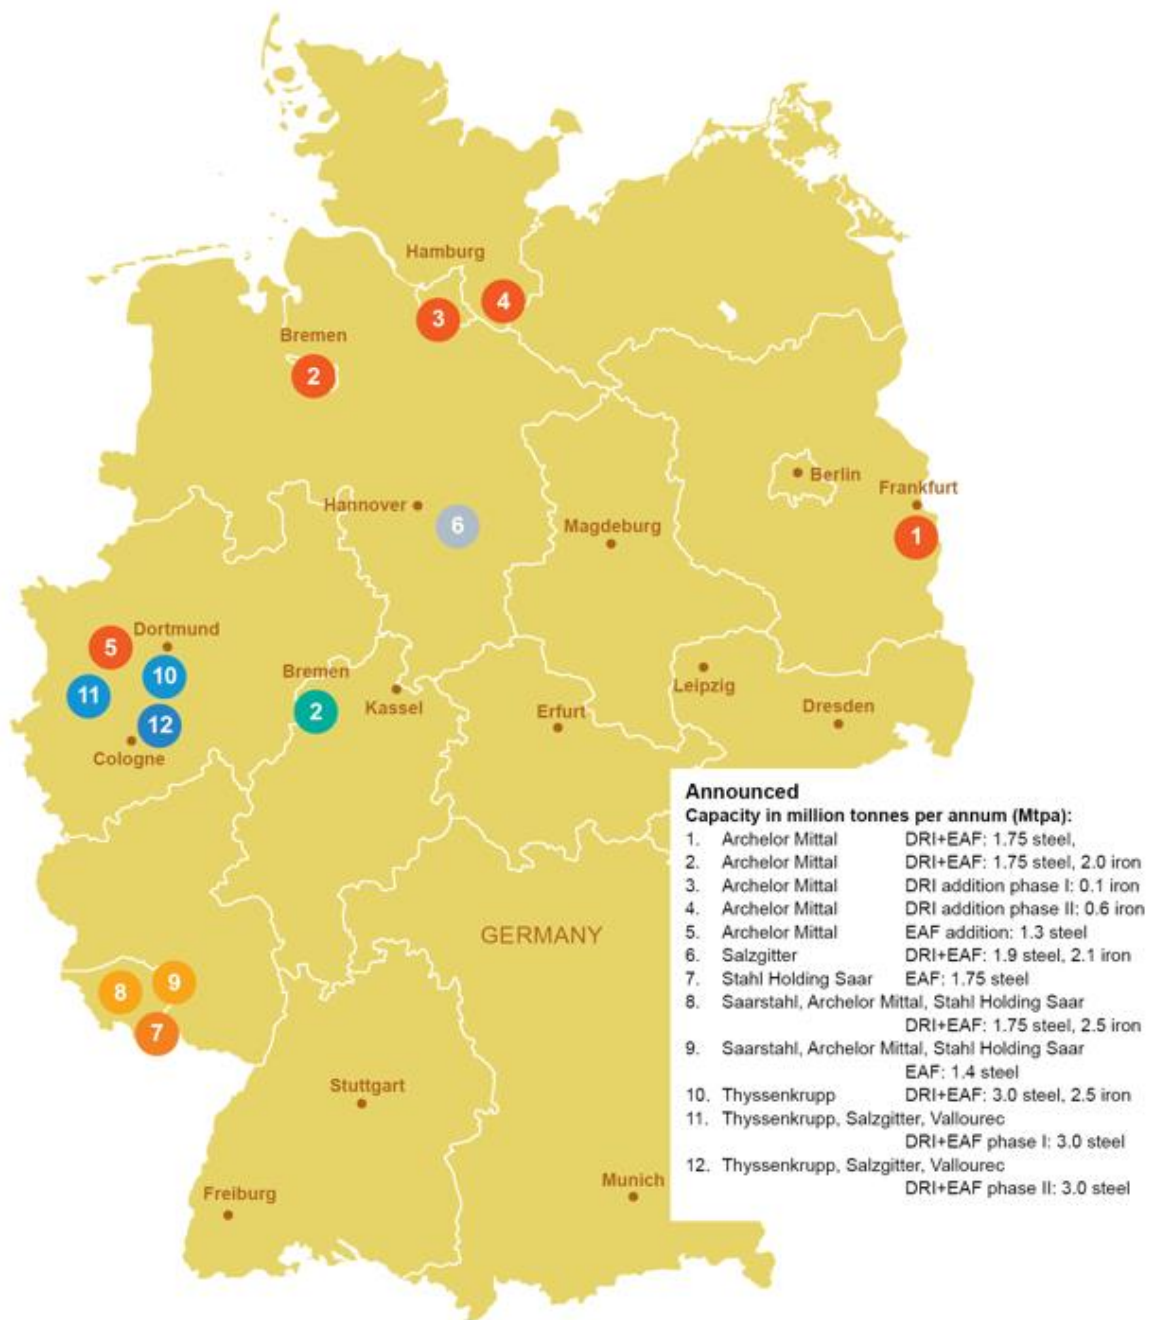 Hamburg
4
3
Bremen
2
Berlin
Frankfurt
Hannover
6
Magdeburg
1
Dortmund
5
10
11
Bremen
2
Kassel
12
Cologne
Erfurt
Leipzig
Dresden
GERMANY
9
8
7
Stuttgart
Freiburg
Munich
Announced
Capacity in million tonnes per annum (Mtpa):
1. Archelor Mittal DRI+EAF: 1.75 steel,
2. Archelor Mittal DRI+EAF: 1.75 steel, 2.0 iron
3. Archelor Mittal DRI addition phase I: 0.1 iron
4. Archelor Mittal DRI addition phase II: 0.6 iron
5. Archelor Mittal EAF addition: 1.3 steel
6. Salzgitter DRI+EAF: 1.9 steel, 2.1 iron
7. Stahl Holding Saar EAF: 1.75 steel
8. Saarstahl, Archelor Mittal, Stahl Holding Saar
DRI+EAF: 1.75 steel, 2.5 iron
9. Saarstahl, Archelor Mittal, Stahl Holding Saar
EAF: 1.4 steel
10. Thyssenkrupp DRI+EAF: 3.0 steel, 2.5 iron
11. Thyssenkrupp, Salzgitter, Vallourec
DRI+EAF phase I: 3.0 steel
12. Thyssenkrupp, Salzgitter, Vallourec
DRI+EAF phase II: 3.0 steel